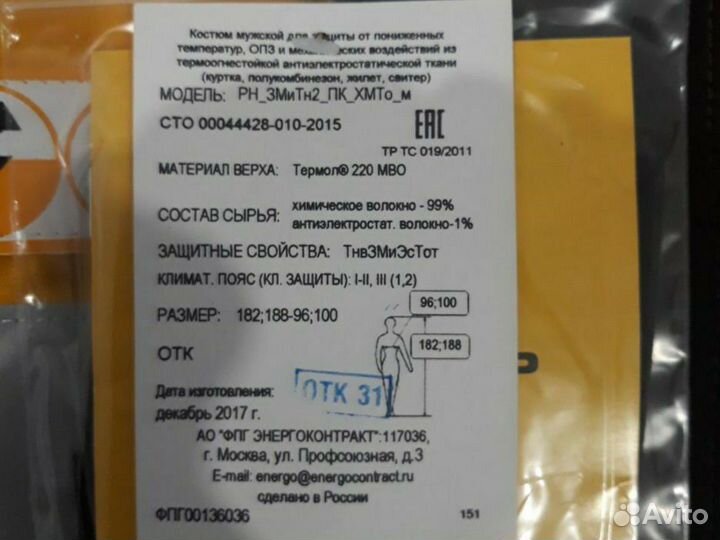 Костюм мужской для защиты от пониженных
температур, ОПЗ и механических воздействий из
термоогнестойкой антиэлектростатической ткани
(куртка, полукомбинезон, жилет, свитер)
МОДЕЛЬ: РН_ЗМиТн2_ПК_ХМТо_м
СТО 00044428-010-2015
ЕАС
ТР ТС 019/2011
МАТЕРИАЛ ВЕРХА: Термол® 220 МВО
СОСТАВ СЫРЬЯ: химическое волокно - 99%
антиэлектростат. волокно-1%
ЗАЩИТНЫЕ СВОЙСТВА: ТнвЗМиЭсТот
КЛИМАТ. ПОЯС (КЛ. ЗАЩИТЫ): I-II, III (1,2)
РАЗМЕР: 182;188-96;100
96;100
182;188
ОТК
ОТК 31
Дата изготовления:
декабрь 2017 г.
АО "ФПГ ЭНЕРГОКОНТРАКТ":117036,
г. Москва, ул. Профсоюзная, д.3
E-mail: energo@energocontract.ru
сделано в России
ФПГ00136036 151
Avito